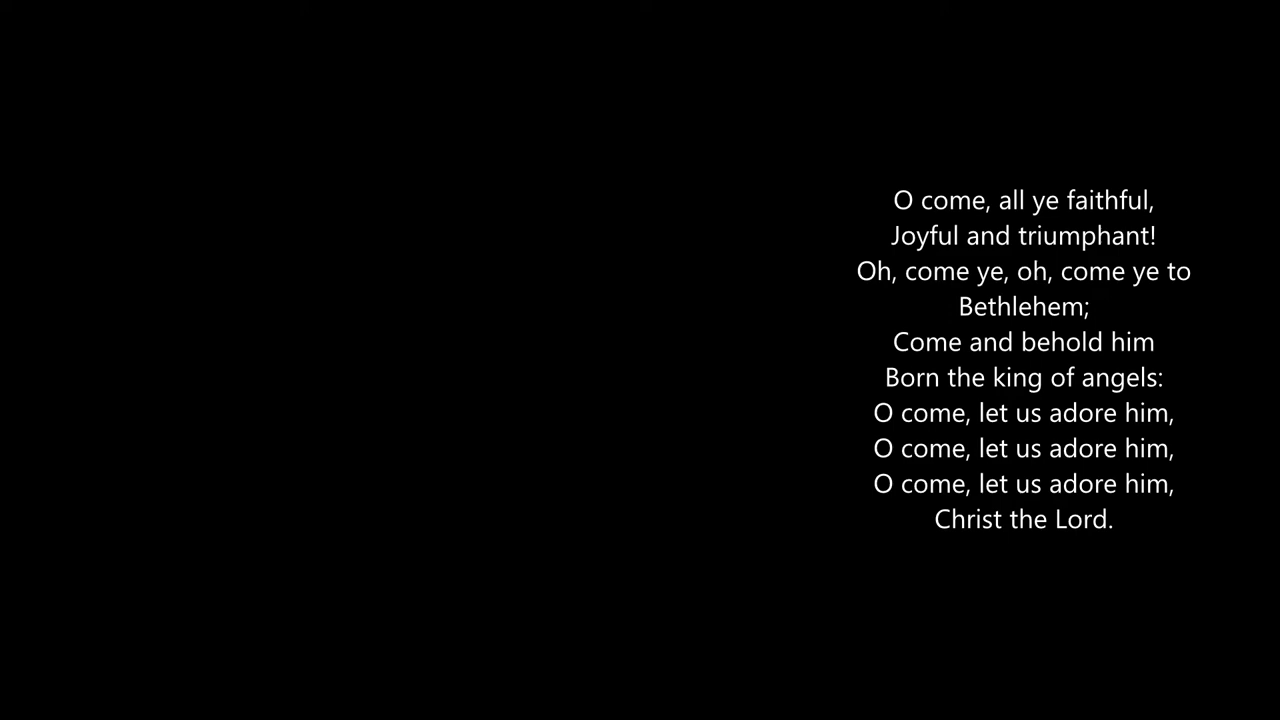 O come, all ye faithful,
Joyful and triumphant!
Oh, come ye, oh, come ye to
Bethlehem;
Come and behold him
Born the king of angels:
O come, let us adore him,
O come, let us adore him,
O come, let us adore him,
Christ the Lord.